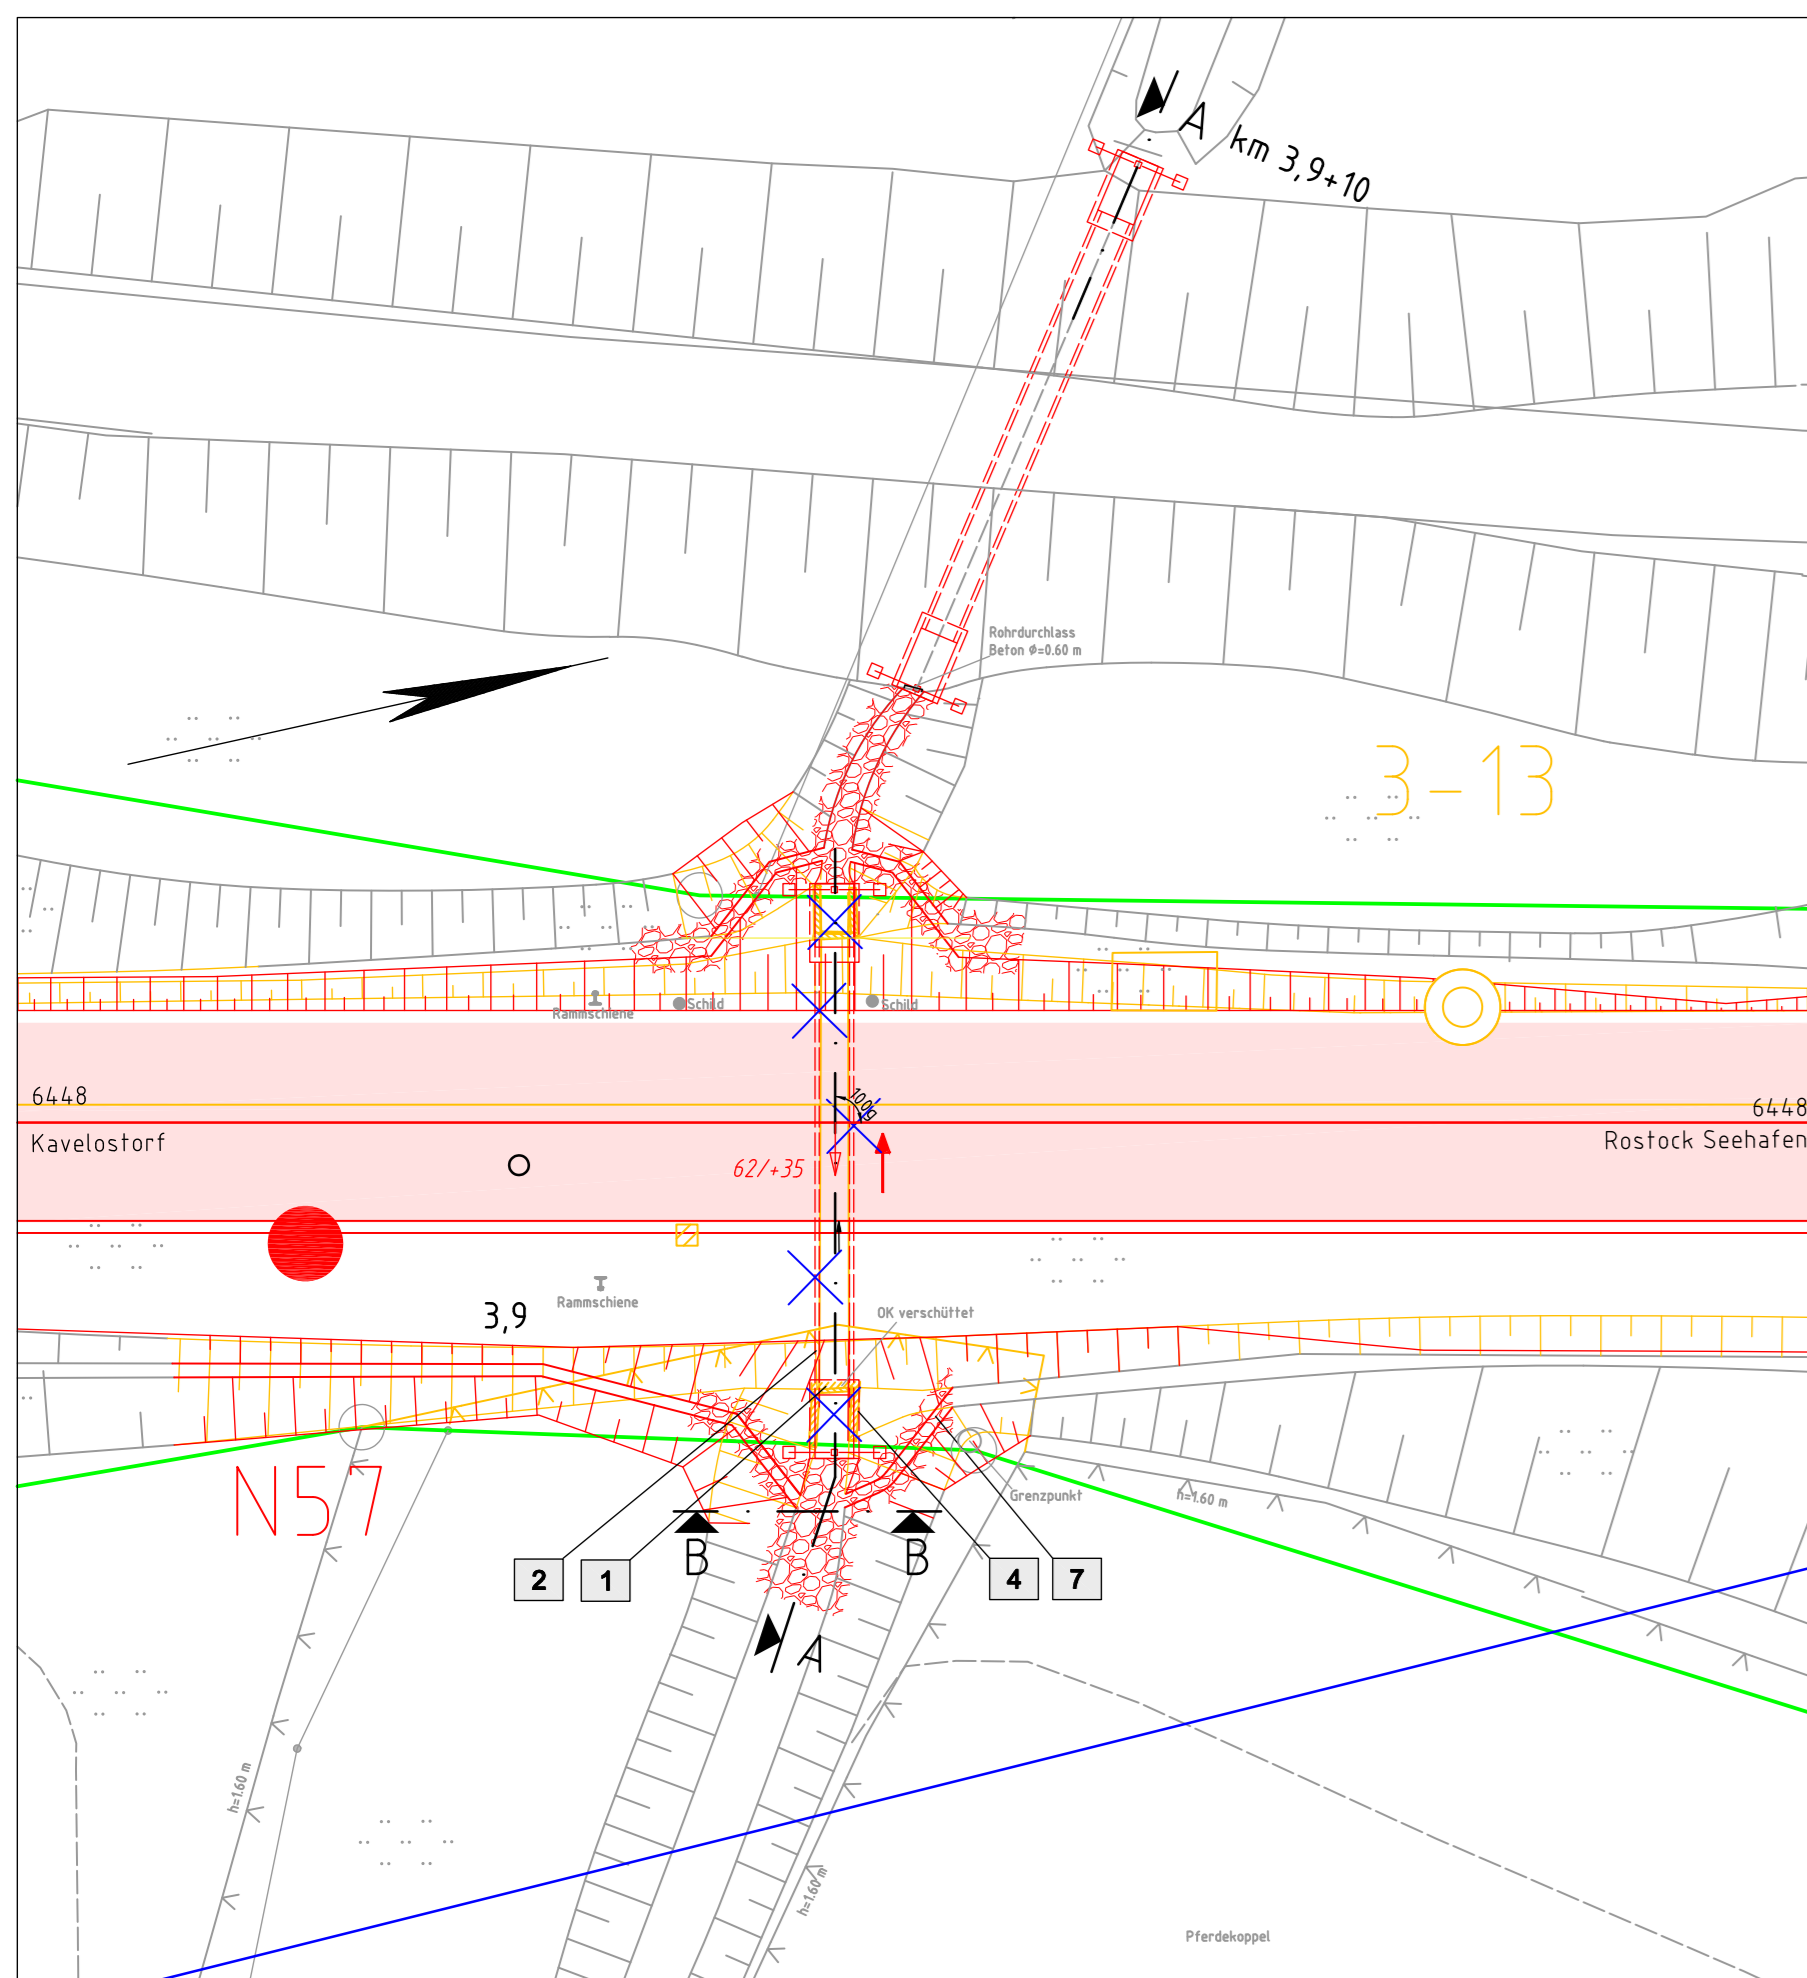 A
km 3,9+10
Rohrdurchlass
Beton Ø=0.60 m
3-13
Rammschiene
Schild
Schild
6448
6448
Kavelostorf
Rostock Seehafen
100g
62/+35
Rammschiene
3,9
OK verschüttet
N57
Grenzpunkt
h=1.60 m
B
B
2
1
4
7
A
h=1.60 m
h=1.60 m
Pferdekoppel